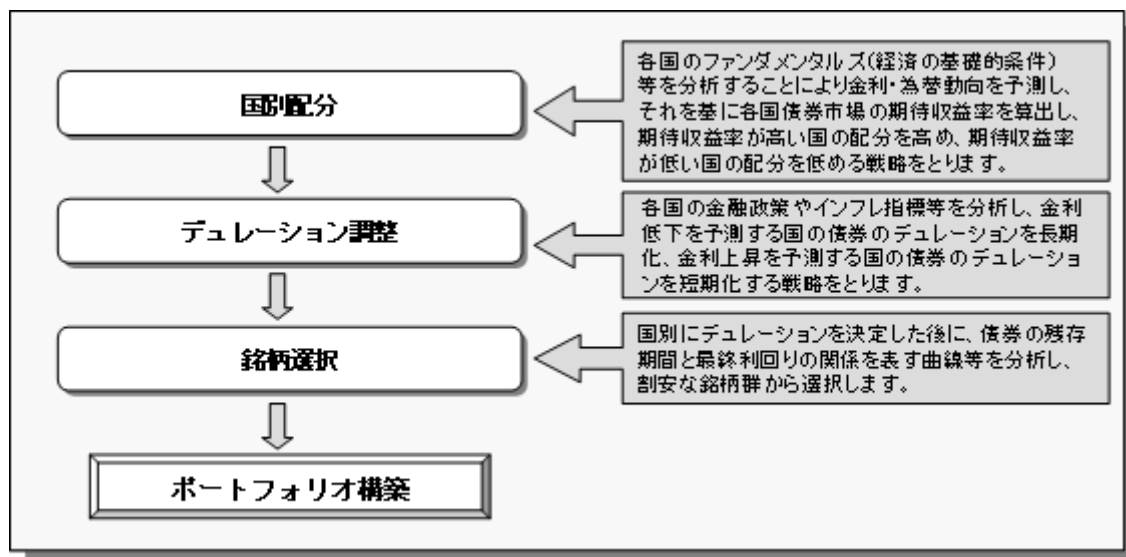 国別配分
各国のファンダメンタルズ(経済の基礎的条件)
等を分析することにより金利・為替動向を予測し、
それを基に各国債券市場の期待収益率を算出し、
期待収益率が高い国の配分を高め、期待収益率
が低い国の配分を低める戦略をとります。
デュレーション調整
各国の金融政策やインフレ指標等を分析し、金利
低下を予測する国の債券のデュレーションを長期
化、金利上昇を予測する国の債券のデュレーショ
ンを短期化する戦略をとります。
銘柄選択
国別にデュレーションを決定した後に、債券の残存
期間と最終利回りの関係を表す曲線等を分析し、
割安な銘柄群から選択します。
ポートフォリオ構築